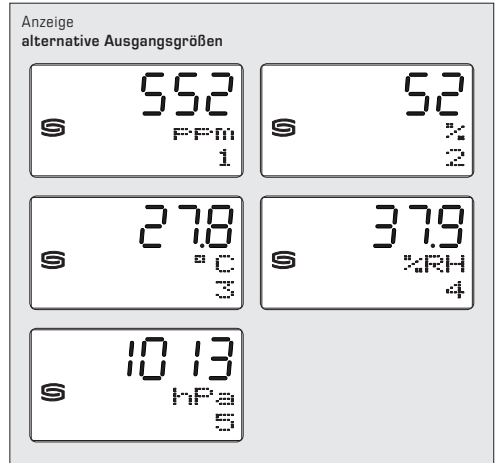 Anzeige
alternative Ausgangsgrößen
552
ppm
1
52
%
2
27.8
°C
3
37.9
%RH
4
1013
hPa
5